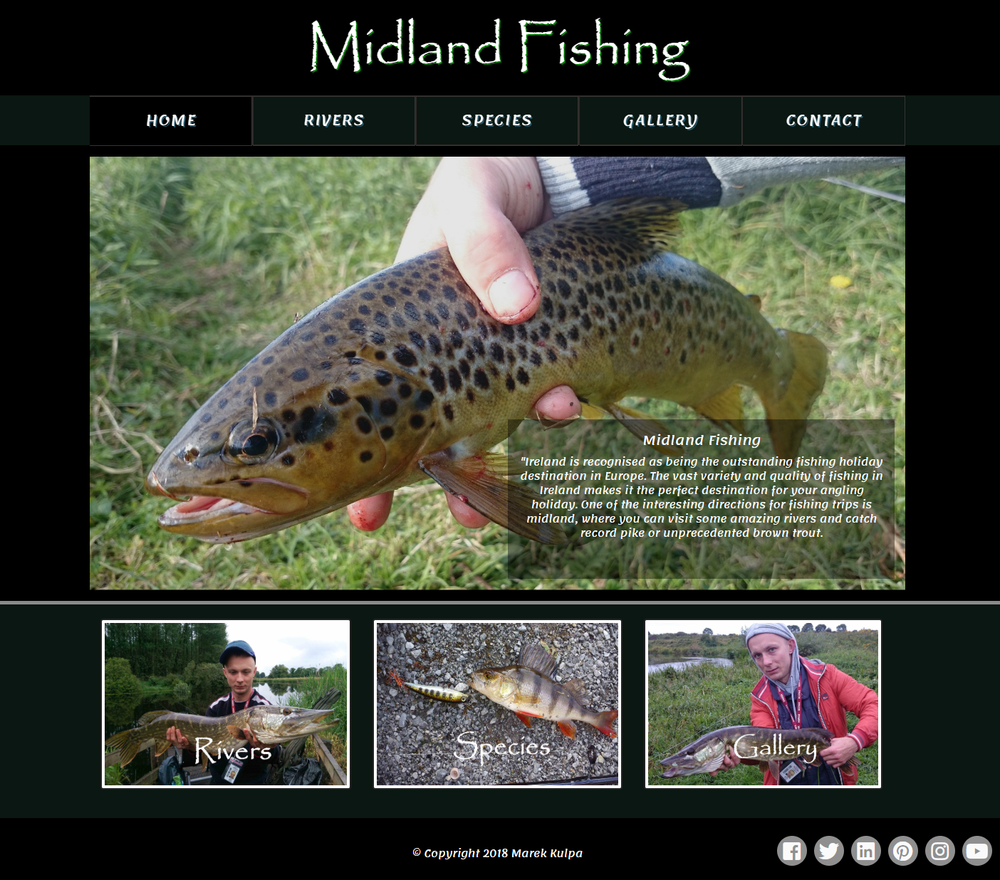 Midland Fishing
HOME
RIVERS
SPECIES
GALLERY
CONTACT
Midland Fishing
"Ireland is recognised as being the outstanding fishing holiday
destination in Europe. The vast variety and quality of fishing in
Ireland makes it the perfect destination for your angling
holiday. One of the interesting directions for fishing trips is
midland, where you can visit some amazing rivers and catch
record pike or unprecedented brown trout.
Rivers
Species
Gallery
© Copyright 2018 Marek Kulpa